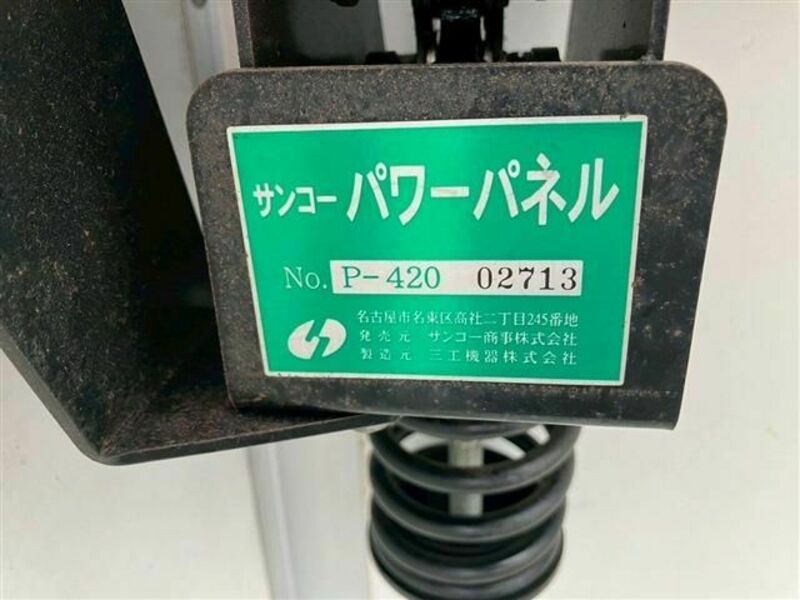 サンコー パワーパネル
No. P-420 02713
名古屋市名東区高社二丁目245番地
発売元 サンコー商事株式会社
製造元 三工機器株式会社